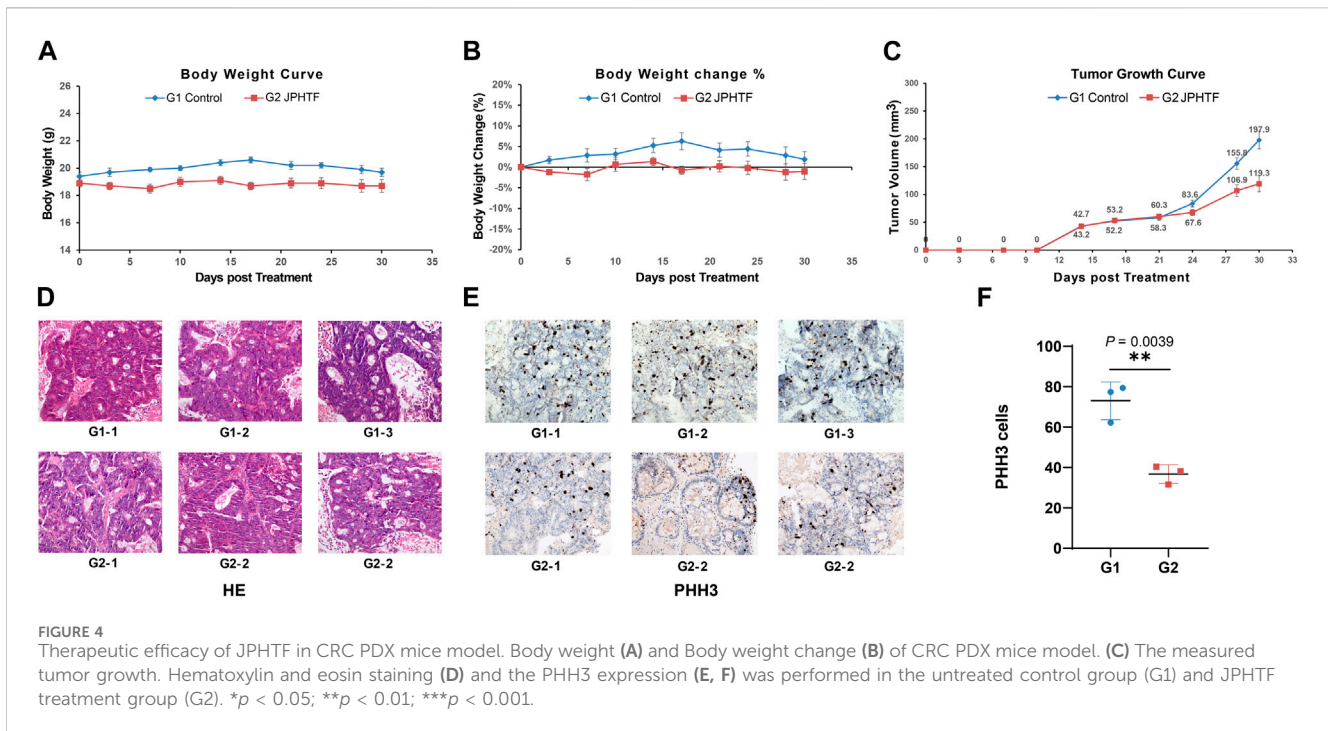 A
Body Weight Curve
G1 Control
G2 JPHTF
Body Weight (g)
26
24
22
20
18
16
14
0
5
10
15
20
25
30
35
Days post Treatment
B
Body Weight change %
G1 Control
G2 JPHTF
Body Weight Change (%)
20%
15%
10%
5%
0%
-5%
-10%
-15%
-20%
0
5
10
15
20
25
30
35
Days post Treatment
C
Tumor Growth Curve
G1 Control
G2 JPHTF
Tumor Volume (mm³)
300
250
200
150
100
50
0
0
0
0
0
42.7
53.2
60.3
83.6
155.8
197.9
43.2
52.2
58.3
67.6
106.9
119.3
0
3
6
9
12
15
18
21
24
27
30
33
Days post Treatment
D
G1-1
G1-2
G1-3
G2-1
G2-2
G2-2
HE
E
G1-1
G1-2
G1-3
G2-1
G2-2
G2-2
PHH3
F
P = 0.0039
**
PHH3 cells
100
80
60
40
20
0
G1
G2
FIGURE 4
Therapeutic efficacy of JPHTF in CRC PDX mice model. Body weight (A) and Body weight change (B) of CRC PDX mice model. (C) The measured
tumor growth. Hematoxylin and eosin staining (D) and the PHH3 expression (E, F) was performed in the untreated control group (G1) and JPHTF
treatment group (G2). *p < 0.05; **p < 0.01; ***p < 0.001.